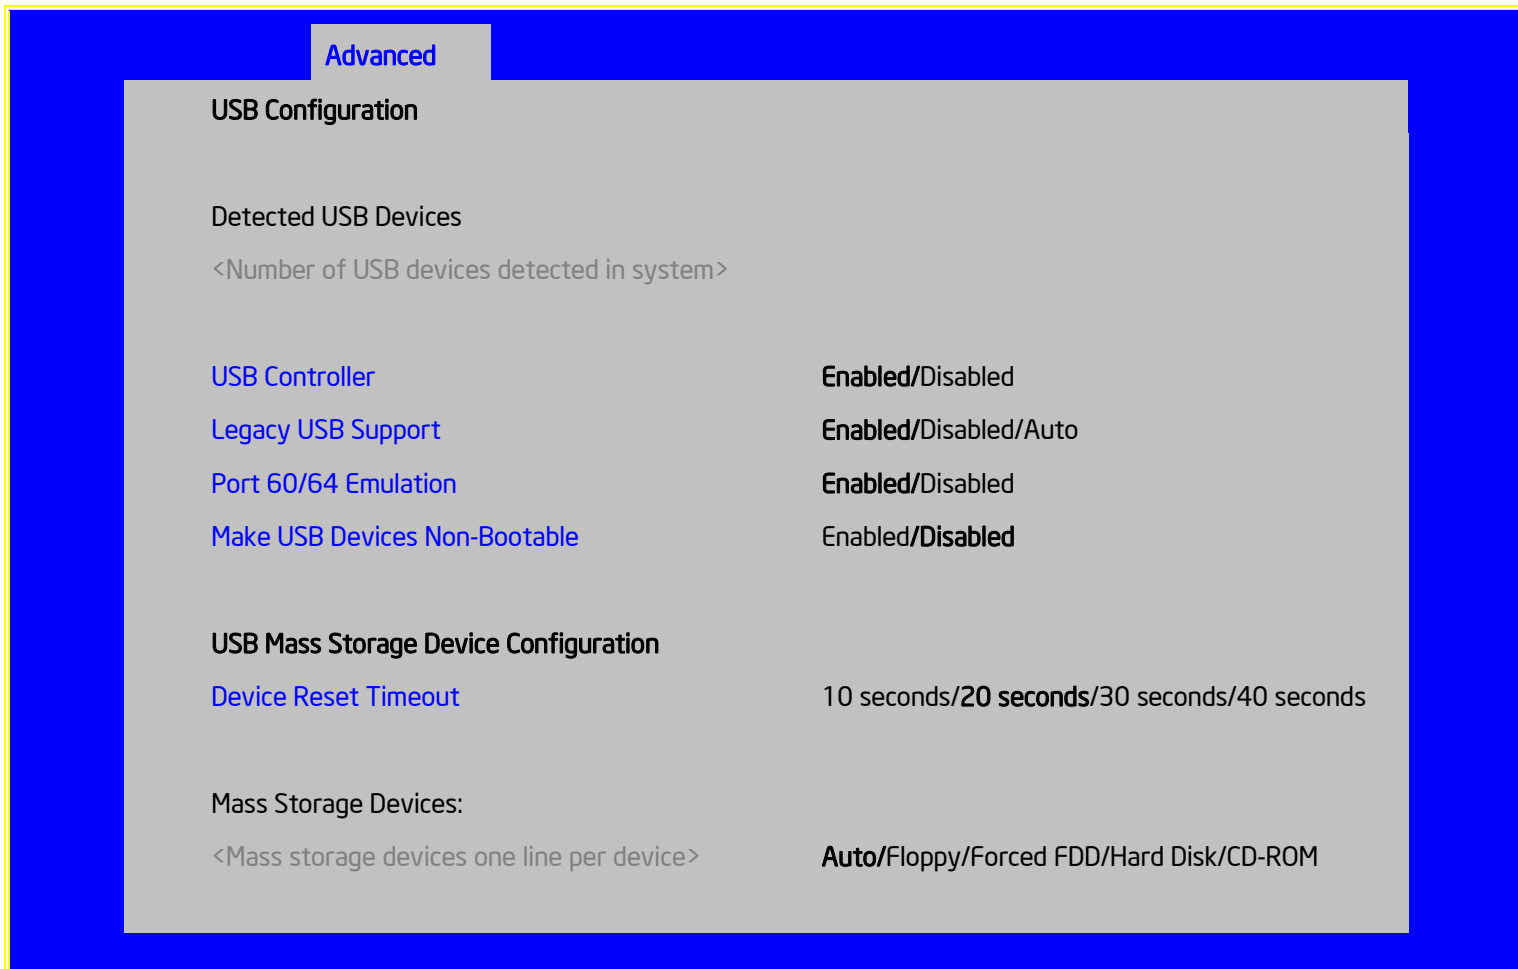 Advanced
USB Configuration
Detected USB Devices
<Number of USB devices detected in system>
USB Controller Enabled/Disabled
Legacy USB Support Enabled/Disabled/Auto
Port 60/64 Emulation Enabled/Disabled
Make USB Devices Non-Bootable Enabled/Disabled
USB Mass Storage Device Configuration
Device Reset Timeout 10 seconds/20 seconds/30 seconds/40 seconds
Mass Storage Devices:
<Mass storage devices one line per device> Auto/Floppy/Forced FDD/Hard Disk/CD-ROM